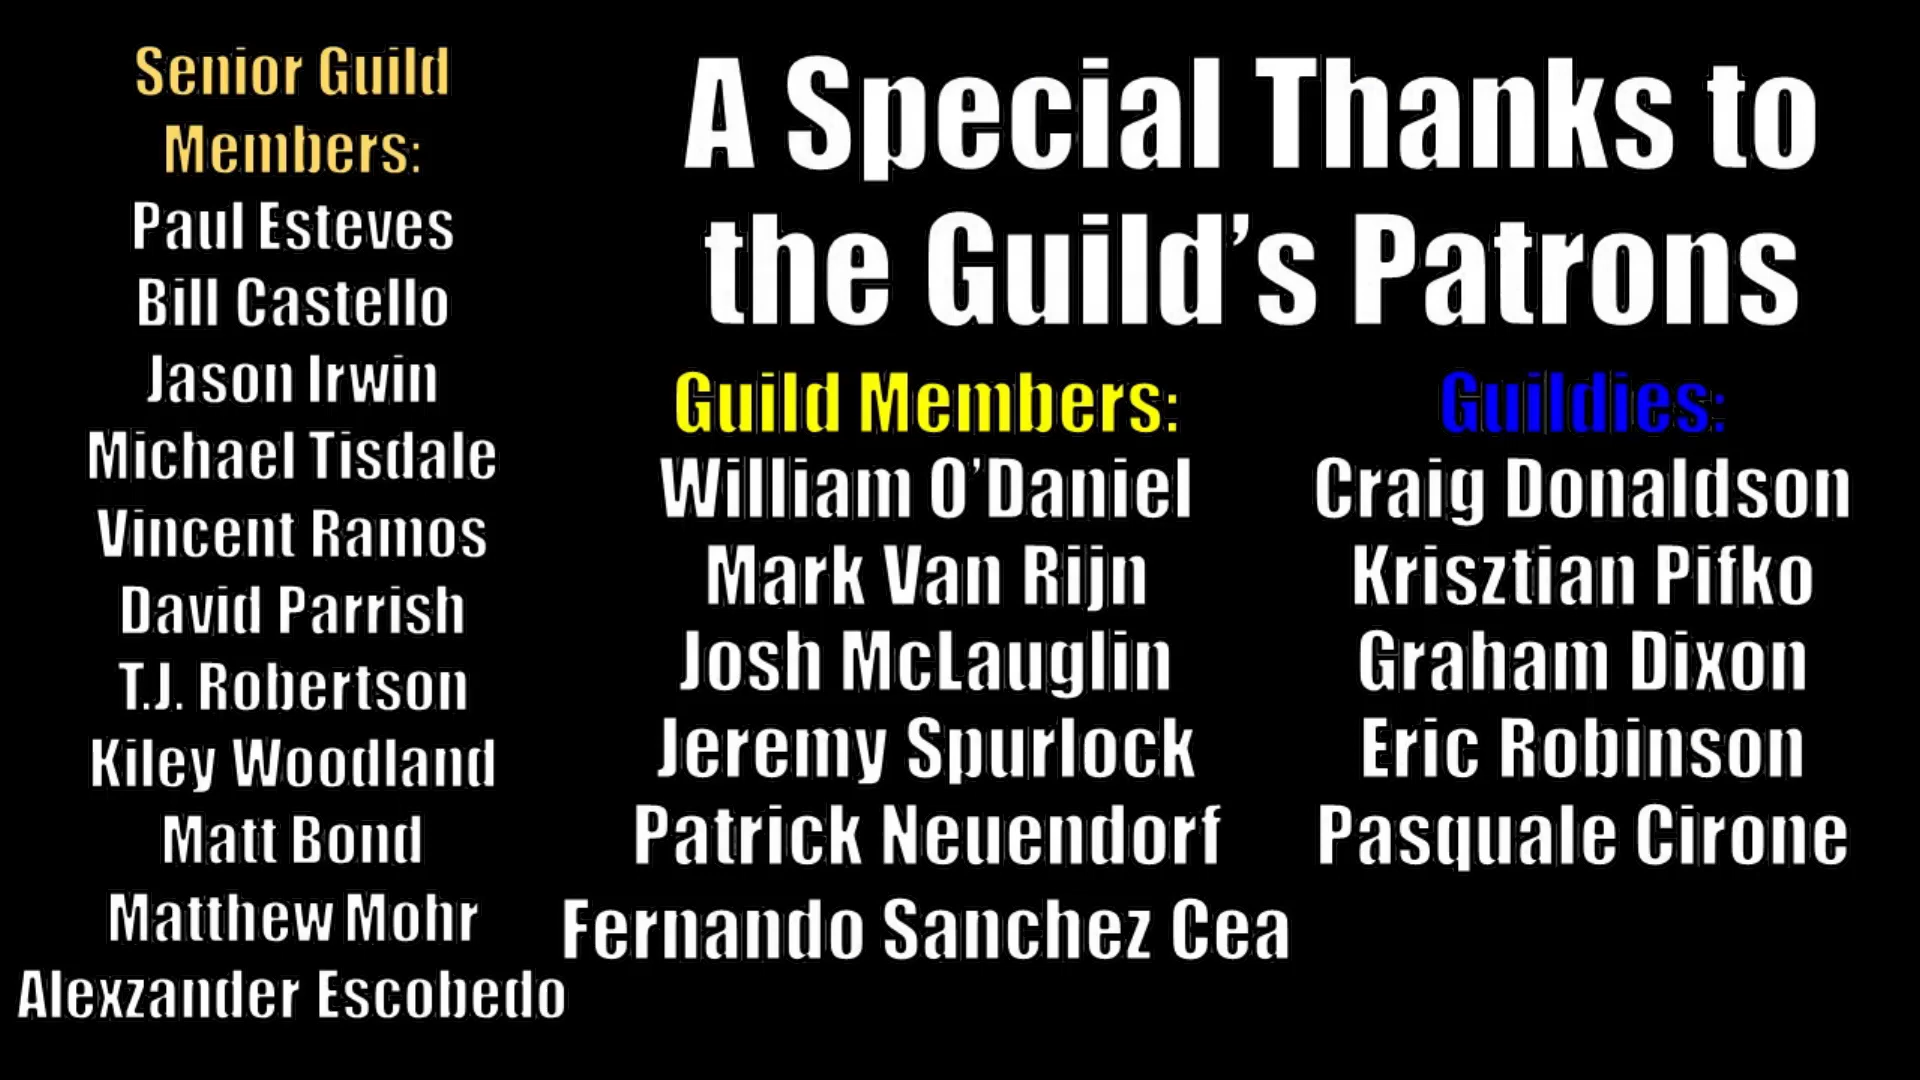 Senior Guild
Members:
Paul Esteves
Bill Castello
Jason Irwin
Michael Tisdale
Vincent Ramos
David Parrish
T.J. Robertson
Kiley Woodland
Matt Bond
Matthew Mohr
Alexzander Escobedo
A Special Thanks to
the Guild’s Patrons
Guild Members:
William O’Daniel
Mark Van Rijn
Josh McLauglin
Jeremy Spurlock
Patrick Neuendorf
Fernando Sanchez Cea
Guildies:
Craig Donaldson
Krisztian Pifko
Graham Dixon
Eric Robinson
Pasquale Cirone